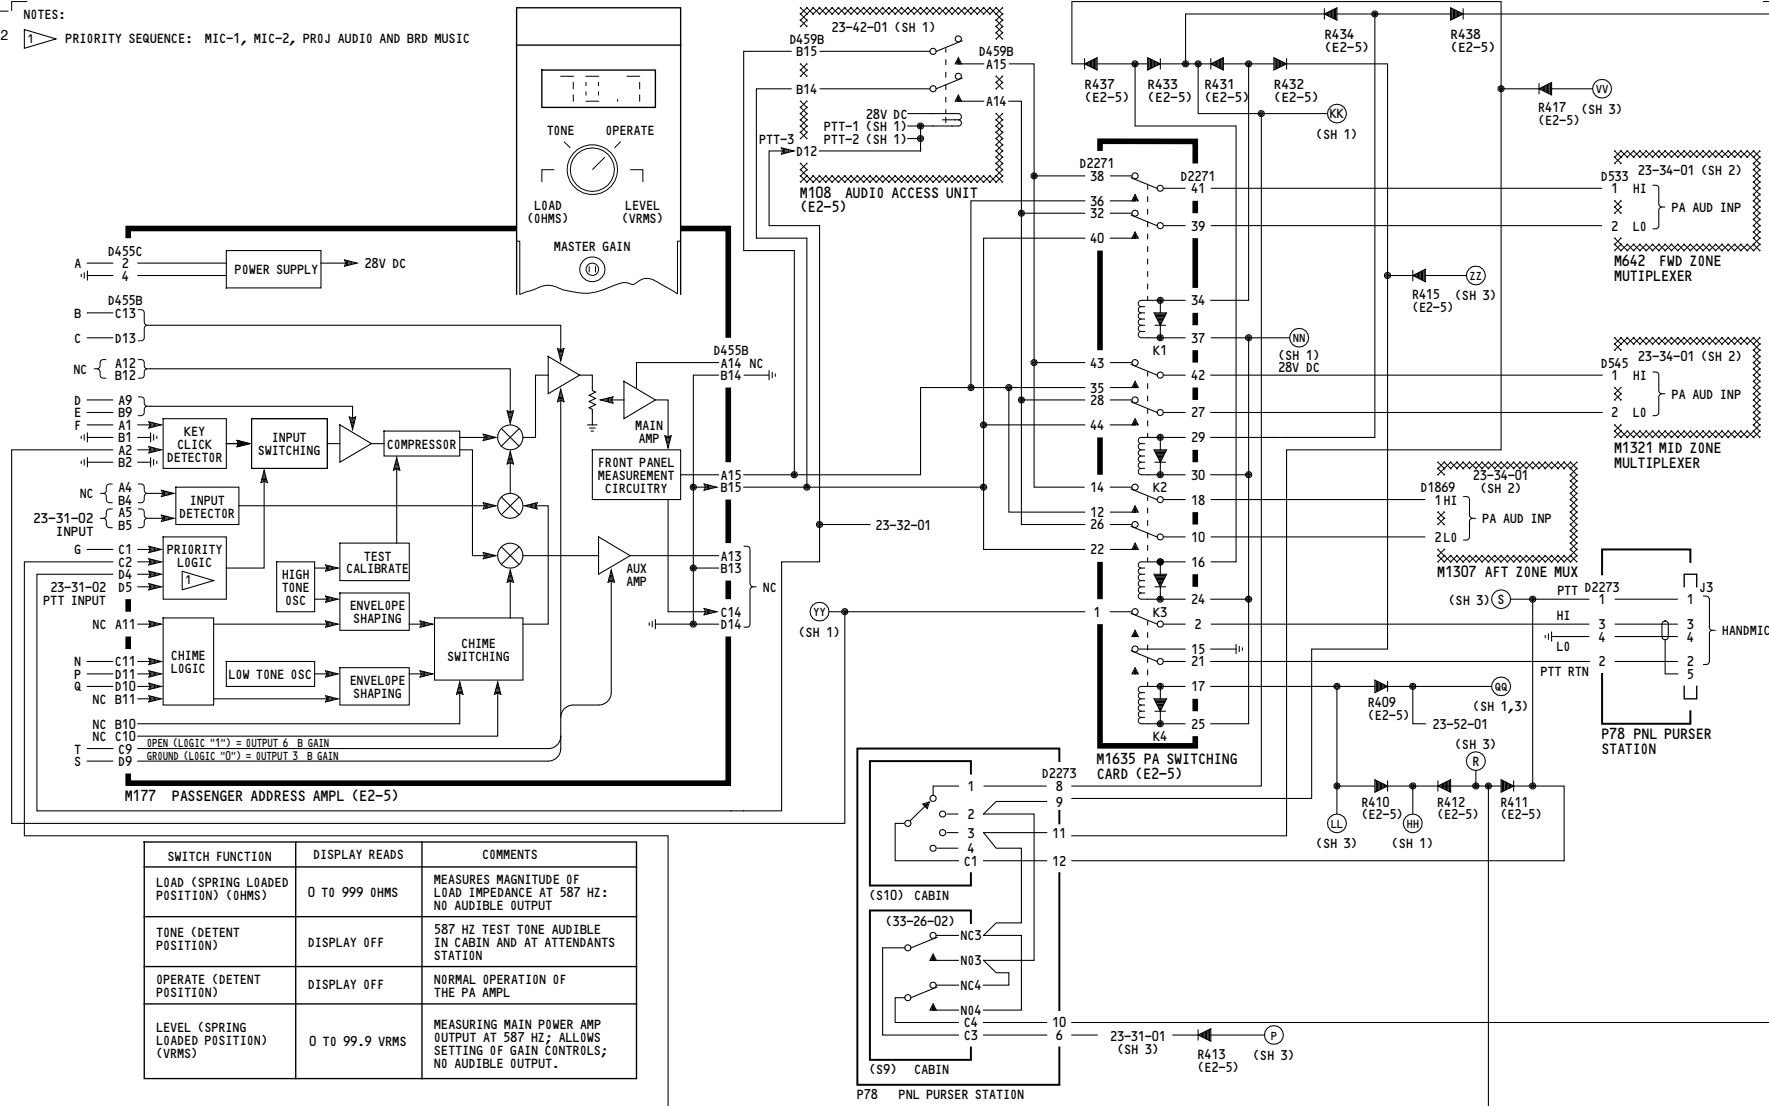 NOTES:
2
1 PRIORITY SEQUENCE: MIC-1, MIC-2, PROJ AUDIO AND BRD MUSIC
70.7
TONE OPERATE
LOAD (OHMS) LEVEL (VRMS)
MASTER GAIN
D455C
A 2
4
POWER SUPPLY 28V DC
D455B
B C13
C D13
NC A12
B12
D A9
E B9
F A1
B1
A2
B2
NC A4
B4
23-31-02 INPUT A5
B5
G C1
C2
D4
23-31-02 PTT INPUT D5
NC A11
N C11
P D11
Q D10
NC B11
NC B10
NC C10
T C9 OPEN (LOGIC "1") = OUTPUT 6 B GAIN
S D9 GROUND (LOGIC "0") = OUTPUT 3 B GAIN
KEY CLICK DETECTOR
INPUT SWITCHING
COMPRESSOR
INPUT DETECTOR
PRIORITY LOGIC
1
TEST CALIBRATE
HIGH TONE OSC
ENVELOPE SHAPING
CHIME LOGIC
LOW TONE OSC
ENVELOPE SHAPING
CHIME SWITCHING
MAIN AMP
FRONT PANEL MEASUREMENT CIRCUITRY
AUX AMP
D455B
A14 NC
B14
A15
B15
A13
B13
NC
C14
D14
M177 PASSENGER ADDRESS AMPL (E2-5)
SWITCH FUNCTION DISPLAY READS COMMENTS
LOAD (SPRING LOADED POSITION) (OHMS) 0 TO 999 OHMS MEASURES MAGNITUDE OF LOAD IMPEDANCE AT 587 HZ: NO AUDIBLE OUTPUT
TONE (DETENT POSITION) DISPLAY OFF 587 HZ TEST TONE AUDIBLE IN CABIN AND AT ATTENDANTS STATION
OPERATE (DETENT POSITION) DISPLAY OFF NORMAL OPERATION OF THE PA AMPL
LEVEL (SPRING LOADED POSITION) (VRMS) 0 TO 99.9 VRMS MEASURING MAIN POWER AMP OUTPUT AT 587 HZ; ALLOWS SETTING OF GAIN CONTROLS; NO AUDIBLE OUTPUT.
23-42-01 (SH 1)
D459B
B15
B14
D459B
A15
A14
28V DC
PTT-1 (SH 1)
PTT-2 (SH 1)
PTT-3
D12
M108 AUDIO ACCESS UNIT
(E2-5)
23-32-01
YY
(SH 1)
D2271
38
36
32
40
43
35
28
44
14
12
26
22
1
D2271
41
39
34
37
K1
42
27
29
30
K2
18
10
16
24
K3
2
15
21
17
25
K4
M1635 PA SWITCHING
CARD (E2-5)
R434
(E2-5)
R438
(E2-5)
R437
(E2-5)
R433
(E2-5)
R431
(E2-5)
R432
(E2-5)
R417
(E2-5)
VV
(SH 3)
KK
(SH 1)
R415
(E2-5)
ZZ
(SH 3)
NN
(SH 1)
28V DC
D533
23-34-01 (SH 2)
1 HI
2 LO
PA AUD INP
M642 FWD ZONE
MUTIPLEXER
D545
23-34-01 (SH 2)
1 HI
2 LO
PA AUD INP
M1321 MID ZONE
MULTIPLEXER
D1869
23-34-01
(SH 2)
1 HI
2 LO
PA AUD INP
M1307 AFT ZONE MUX
(SH 3) S
PTT
D2273
1
HI
3
4
LO
2
PTT RTN
J3
1
3
4
2
5
HANDMIC
P78 PNL PURSER
STATION
R409
(E2-5)
QQ
(SH 1,3)
23-52-01
(SH 3)
R
R410
(E2-5)
R412
(E2-5)
R411
(E2-5)
LL
(SH 3)
HH
(SH 1)
1
2
3
4
C1
(S10) CABIN
D2273
8
9
11
12
(33-26-02)
NC3
NO3
NC4
NO4
C4
C3
10
6
(S9) CABIN
23-31-01
(SH 3)
R413
(E2-5)
P
(SH 3)
P78 PNL PURSER STATION